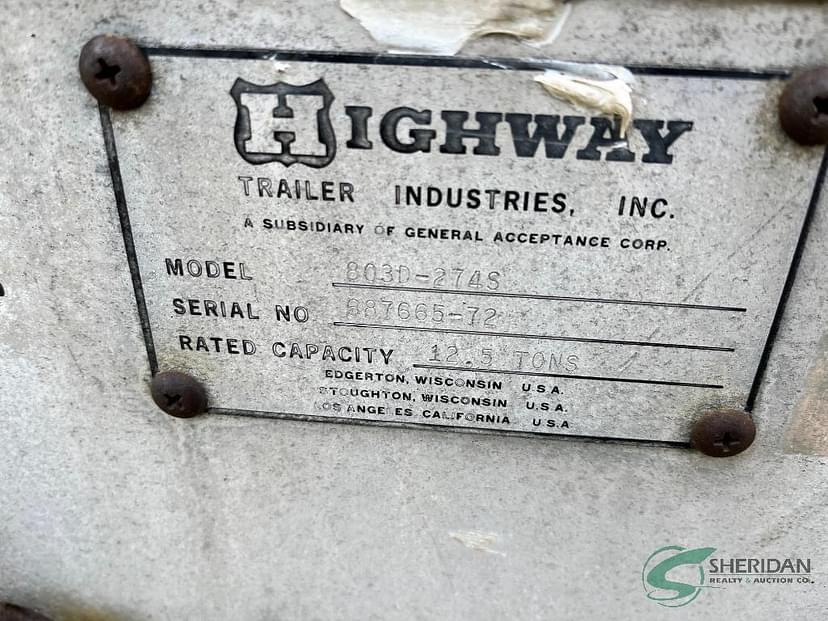 HIGHWAY
TRAILER INDUSTRIES, INC.
A SUBSIDIARY OF GENERAL ACCEPTANCE CORP.
MODEL 803D-274S
SERIAL NO 887665-72
RATED CAPACITY 12.5 TONS
EDGERTON, WISCONSIN U.S.A.
STOUGHTON, WISCONSIN U.S.A.
LOS ANGELES CALIFORNIA U.S.A
SHERIDAN
REALTY & AUCTION CO.